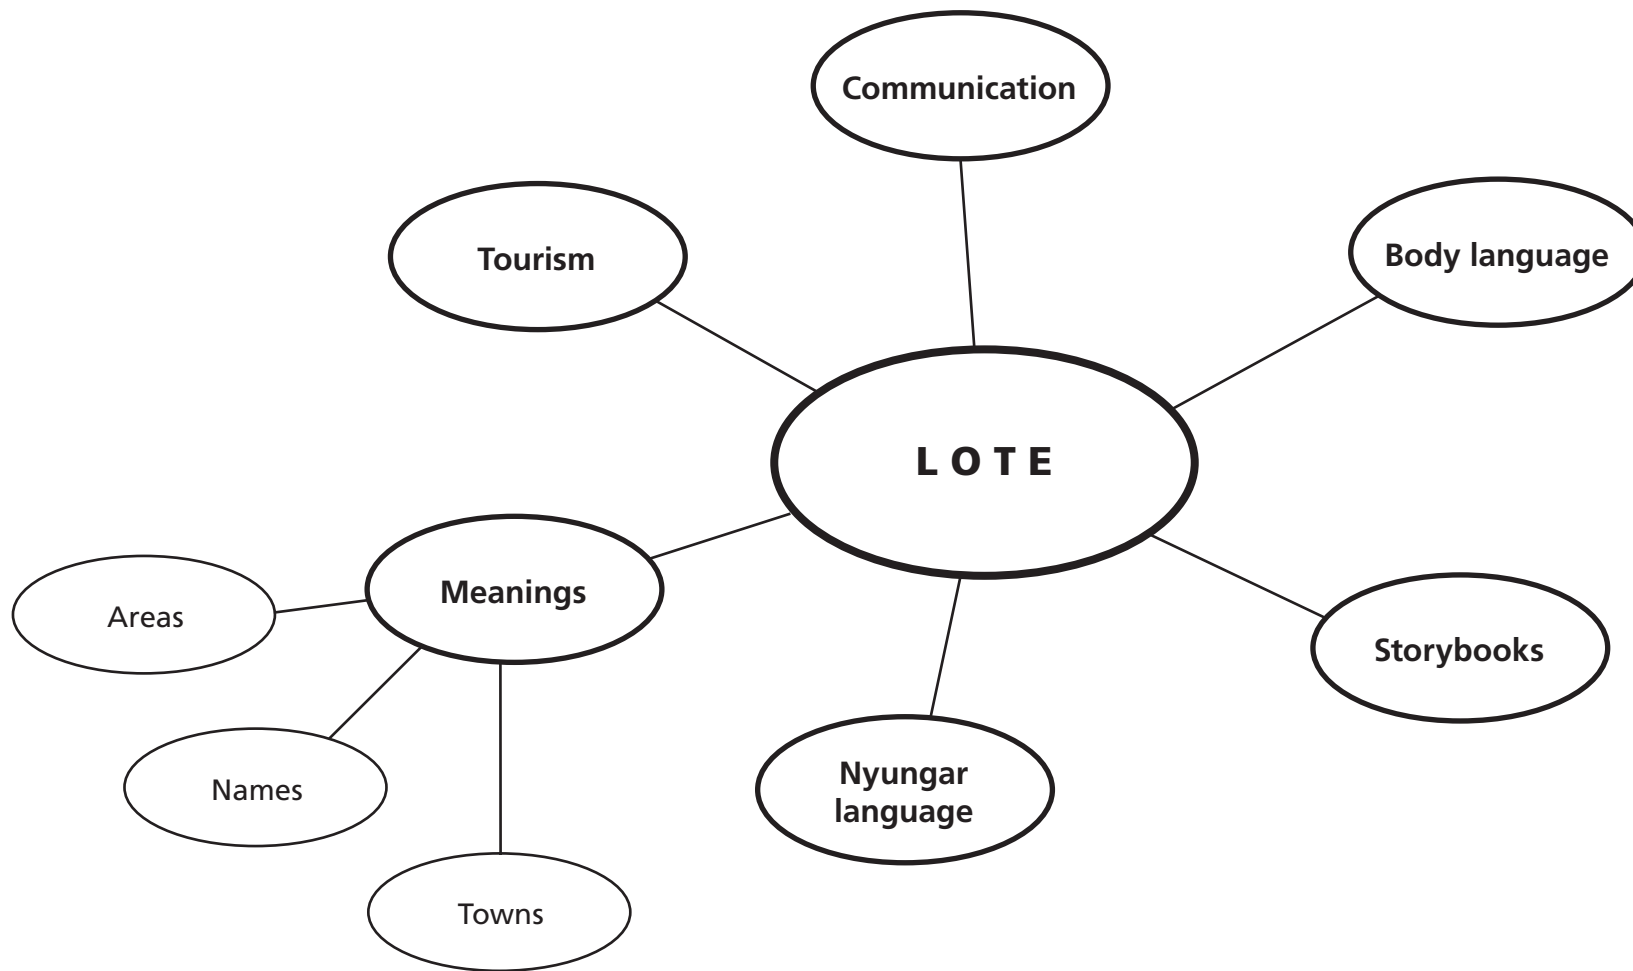 Communication
Tourism
Body language
L O T E
Meanings
Areas
Storybooks
Names
Nyungar
language
Towns